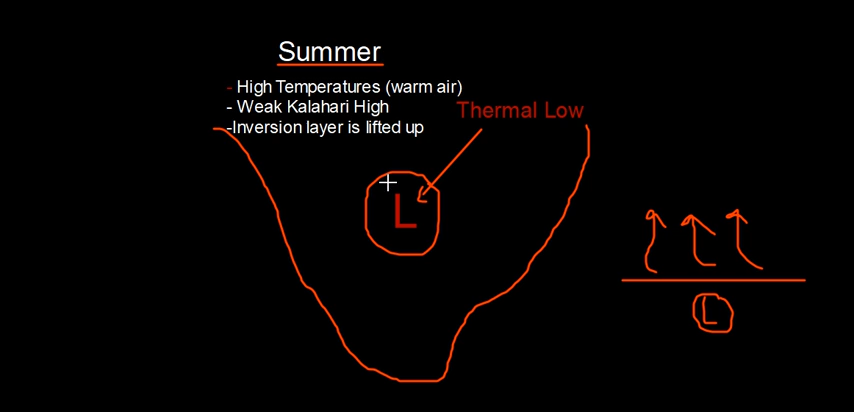 Summer
- High Temperatures (warm air)
- Weak Kalahari High
Thermal Low
-Inversion layer is lifted up
L
L